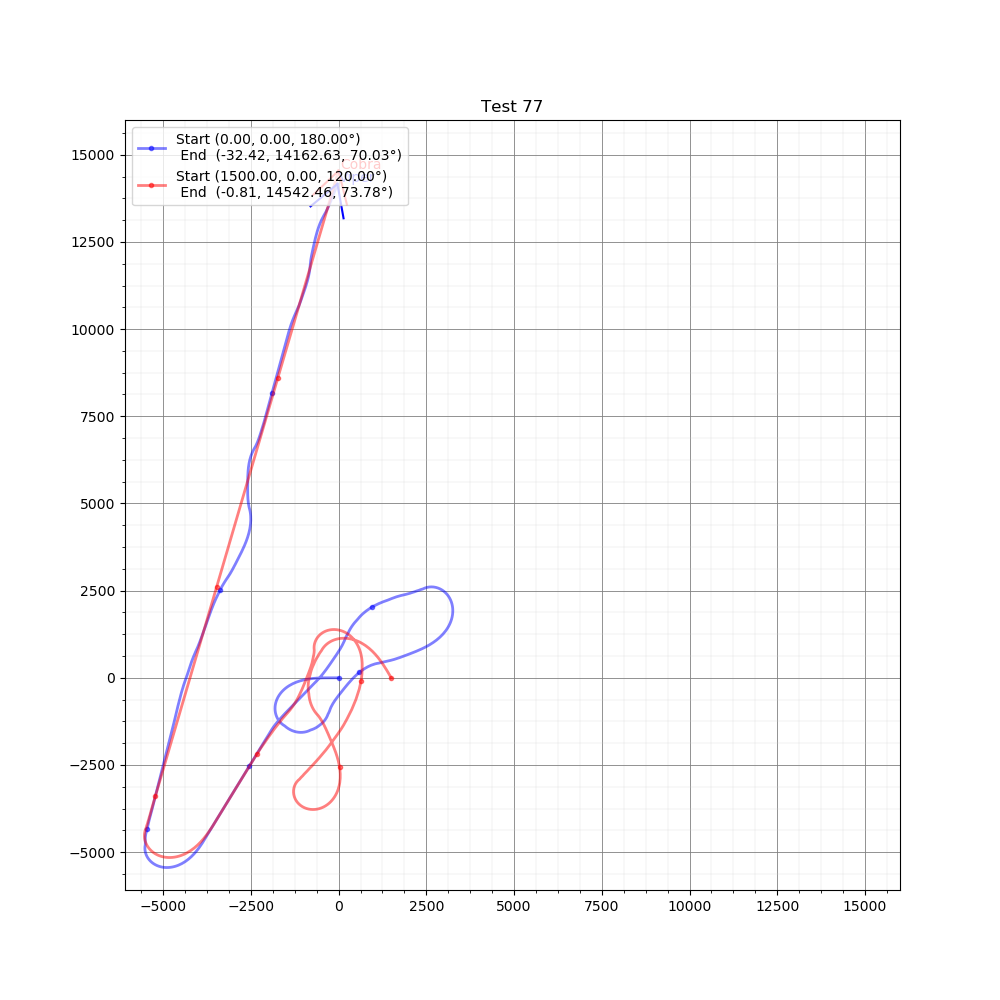 Test 77
Start (0.00, 0.00, 180.00°)
End (-32.42, 14162.63, 70.03°)
Cobra
Start (1500.00, 0.00, 120.00°)
End (-0.81, 14542.46, 73.78°)
15000
12500
10000
7500
5000
2500
0
−2500
−5000
−5000 −2500 0 2500 5000 7500 10000 12500 15000